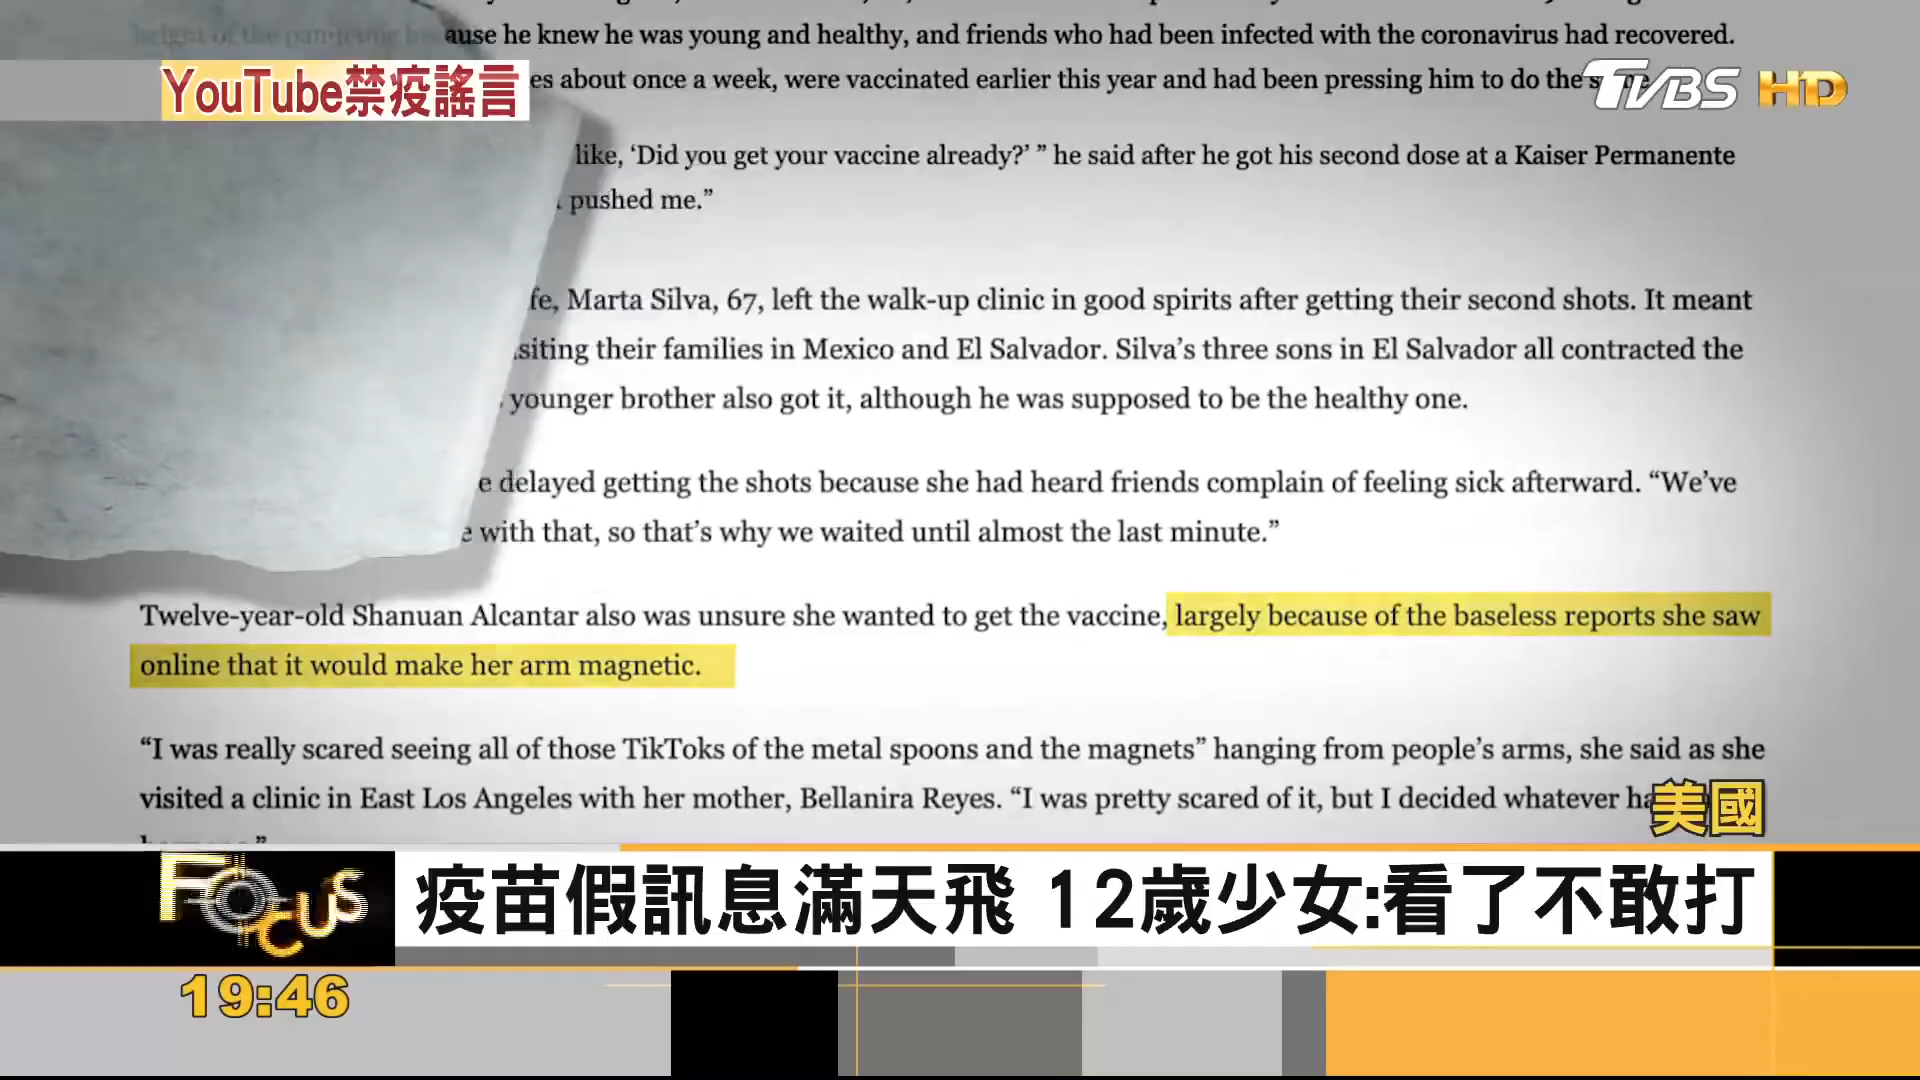 ause he knew he was young and healthy, and friends who had been infected with the coronavirus had recovered.
YouTube禁疫謠言
es about once a week, were vaccinated earlier this year and had been pressing him to do the
TVBS HD
like, ‘Did you get your vaccine already?’ ” he said after he got his second dose at a Kaiser Permanente
pushed me.”
fe, Marta Silva, 67, left the walk-up clinic in good spirits after getting their second shots. It meant
siting their families in Mexico and El Salvador. Silva’s three sons in El Salvador all contracted the
younger brother also got it, although he was supposed to be the healthy one.
e delayed getting the shots because she had heard friends complain of feeling sick afterward. “We’ve
e with that, so that’s why we waited until almost the last minute.”
Twelve-year-old Shanuan Alcantar also was unsure she wanted to get the vaccine, largely because of the baseless reports she saw
online that it would make her arm magnetic.
“I was really scared seeing all of those TikToks of the metal spoons and the magnets” hanging from people’s arms, she said as she
visited a clinic in East Los Angeles with her mother, Bellanira Reyes. “I was pretty scared of it, but I decided whatever ha
美國
Focus
疫苗假訊息滿天飛 12歲少女:看了不敢打
19:46